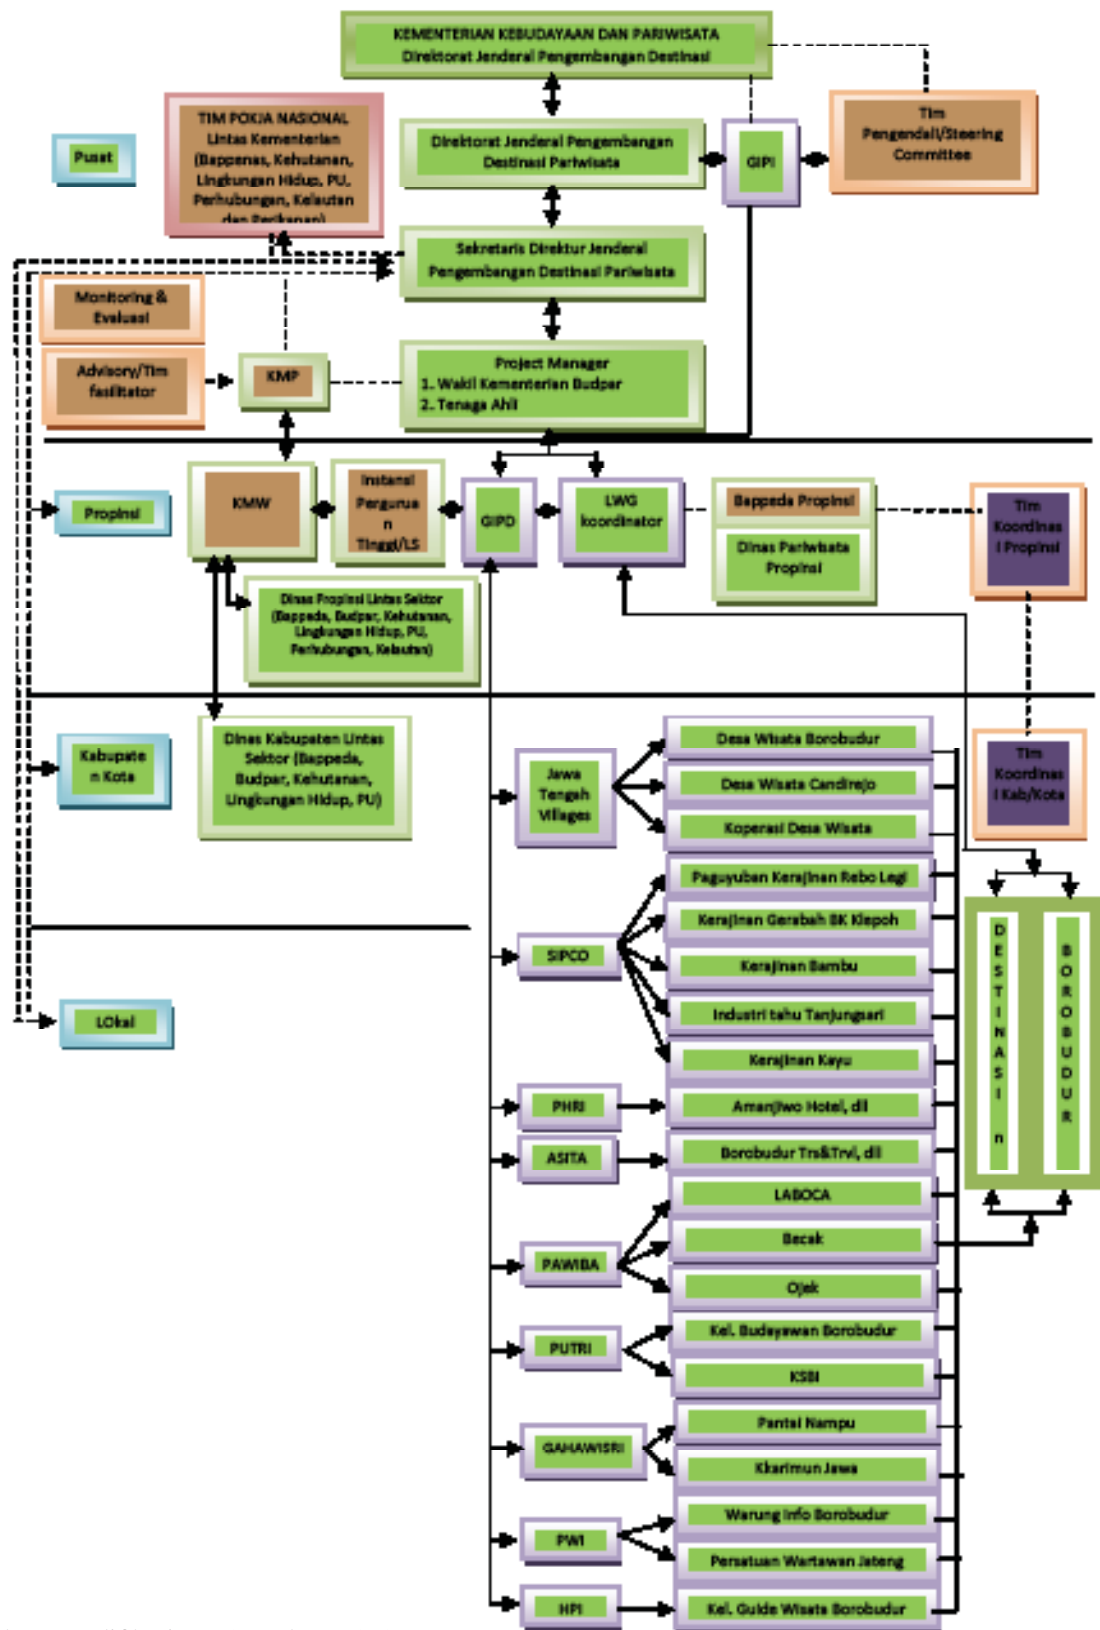 KEMENTERIAN KEBUDAYAAN DAN PARIWISATA
Direktorat Jenderal Pengembangan Destinasi
TIM POKJA NASIONAL
Lintas Kementerian
(Bappenas, Kehutanan,
Lingkungan Hidup, PU,
Perhubungan, Kelautan
dan Perikanan)
Pusat
Direktorat Jenderal Pengembangan
Destinasi Pariwisata
GIPI
Tim
Pengendali/Steering
Committee
Sekretaris Direktur Jenderal
Pengembangan Destinasi Pariwisata
Monitoring &
Evaluasi
Advisory/Tim
fasilitator
KMP
Project Manager
1. Wakil Kementerian Budpar
2. Tenaga Ahli
Propinsi
KMW
Instansi
Pergurua
n
Tinggi/LS
GIPD
LWG
koordinator
Bappeda Propinsi
Dinas Pariwisata
Propinsi
Tim
Koordinas
i Propinsi
Dinas Propinsi Lintas Sektor
(Bappeda, Budpar, Kehutanan,
Lingkungan Hidup, PU,
Perhubungan, Kelautan)
Kabupate
n Kota
Dinas Kabupaten Lintas
Sektor (Bappeda,
Budpar, Kehutanan,
Lingkungan Hidup, PU)
Jawa
Tengah
Villages
Desa Wisata Borobudur
Desa Wisata Candirejo
Koperasi Desa Wisata
Tim
Koordinas
i Kab/Kota
SIPCO
Paguyuban Kerajinan Rebo Legi
Kerajinan Gerabah BK Klepoh
Kerajinan Bambu
Industri tahu Tanjungsari
Kerajinan Kayu
DESTINASI n
BOROBUDUR
LOkal
PHRI
Amanjiwo Hotel, dll
ASITA
Borobudur Trs&Trvl, dll
PAWIBA
LABOCA
Becak
Ojek
PUTRI
Kel. Budayawan Borobudur
KSBI
GAHAWISRI
Pantai Nampu
Kkarimun Jawa
PWI
Warung Info Borobudur
Persatuan Wartawan Jateng
HPI
Kel. Guide Wisata Borobudur